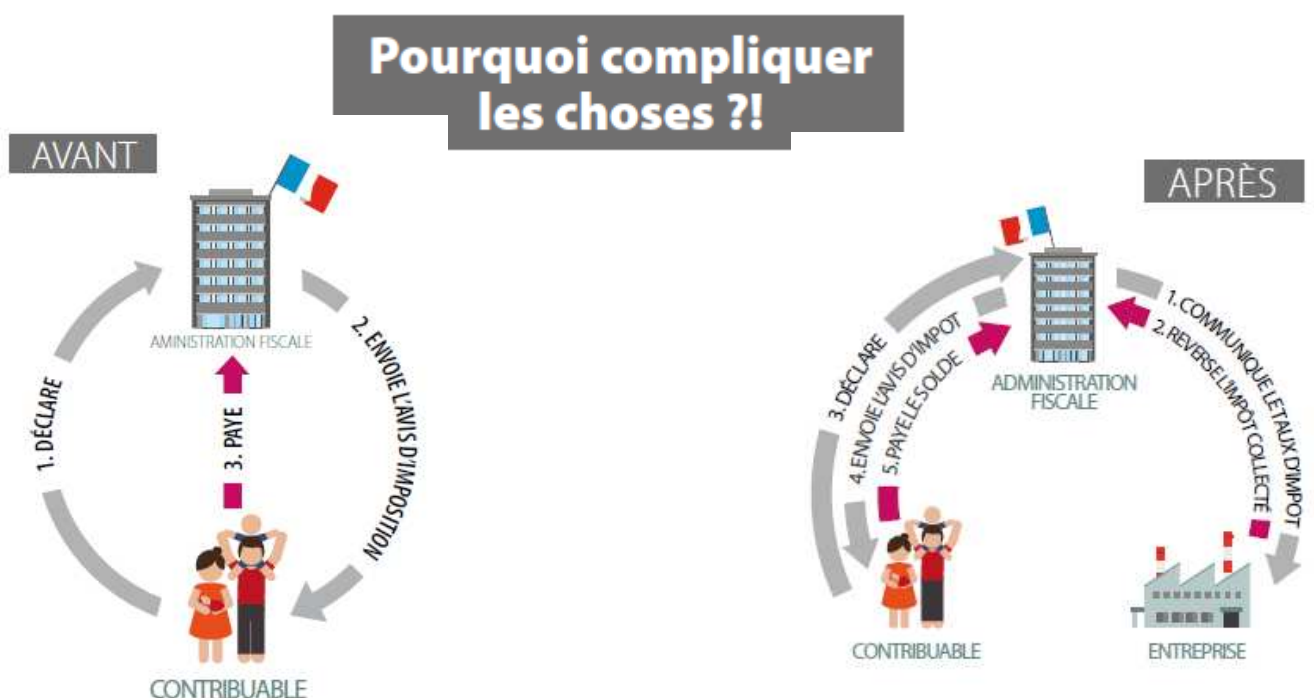 Pourquoi compliquer
les choses ?!
AVANT
AMINISTRATION FISCALE
1. DÉCLARE
2. ENVOIE L'AVIS D'IMPOSITION
3. PAYE
CONTRIBUABLE
APRÈS
ADMINISTRATION
FISCALE
1. COMMUNIQUE LE TAUX D'IMPOT
2. REVERSE L'IMPÔT COLLECTÉ
3. DÉCLARE
4. ENVOIE L'AVIS D'IMPOT
5. PAYE LE SOLDE
CONTRIBUABLE
ENTREPRISE